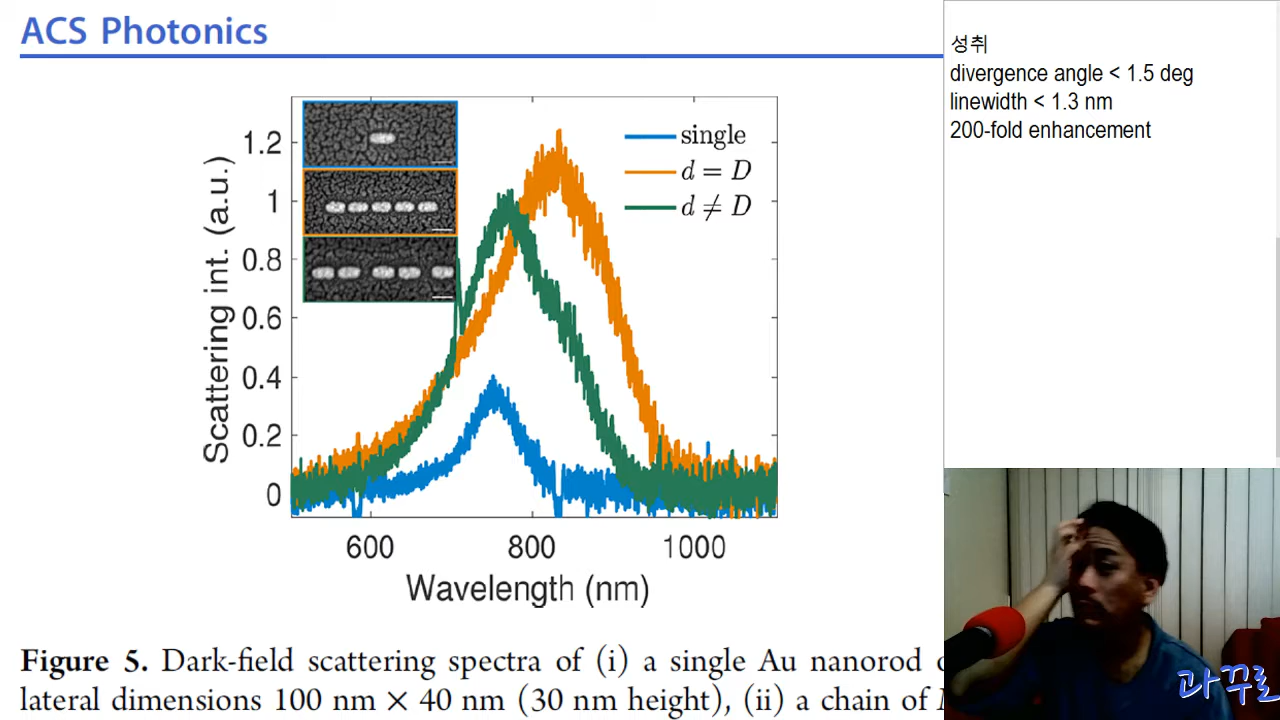 ACS Photonics
성취
divergence angle < 1.5 deg
linewidth < 1.3 nm
200-fold enhancement
single
d = D
d ≠ D
Scattering int. (a.u.)
1.2
1
0.8
0.6
0.4
0.2
0
600
800
1000
Wavelength (nm)
Figure 5. Dark-field scattering spectra of (i) a single Au nanorod
lateral dimensions 100 nm × 40 nm (30 nm height), (ii) a chain of
과꾸로